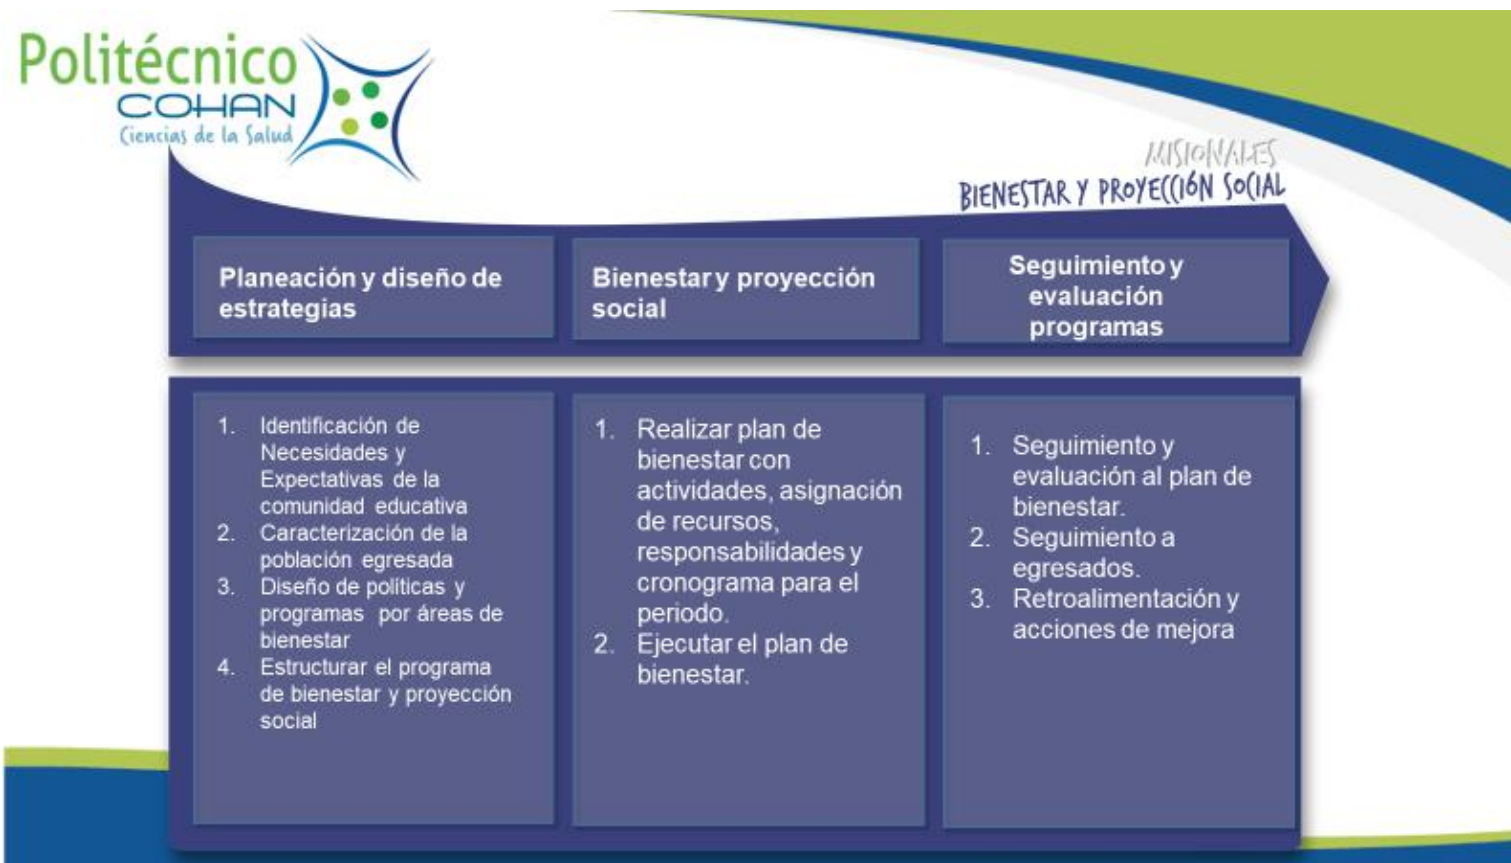 Politécnico
COHAN
Ciencias de la Salud
MISIONALES
BIENESTAR Y PROYECCIÓN SOCIAL
Planeación y diseño de
estrategias
Bienestar y proyección
social
Seguimiento y
evaluación
programas
1. Identificación de
Necesidades y
Expectativas de la
comunidad educativa
2. Caracterización de la
población egresada
3. Diseño de políticas y
programas por áreas de
bienestar
4. Estructurar el programa
de bienestar y proyección
social
1. Realizar plan de
bienestar con
actividades, asignación
de recursos,
responsabilidades y
cronograma para el
periodo.
2. Ejecutar el plan de
bienestar.
1. Seguimiento y
evaluación al plan de
bienestar.
2. Seguimiento a
egresados.
3. Retroalimentación y
acciones de mejora